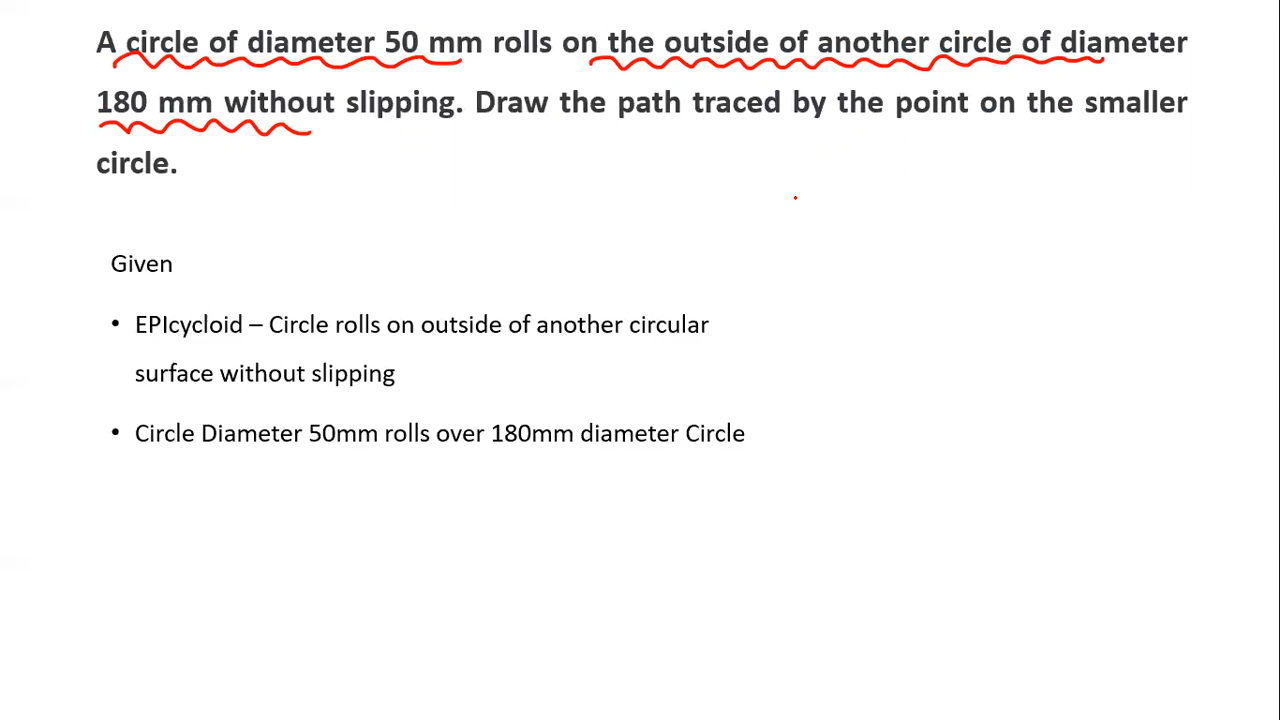 A circle of diameter 50 mm rolls on the outside of another circle of diameter
180 mm without slipping. Draw the path traced by the point on the smaller
circle.
Given
• EPIcycloid – Circle rolls on outside of another circular
surface without slipping
• Circle Diameter 50mm rolls over 180mm diameter Circle